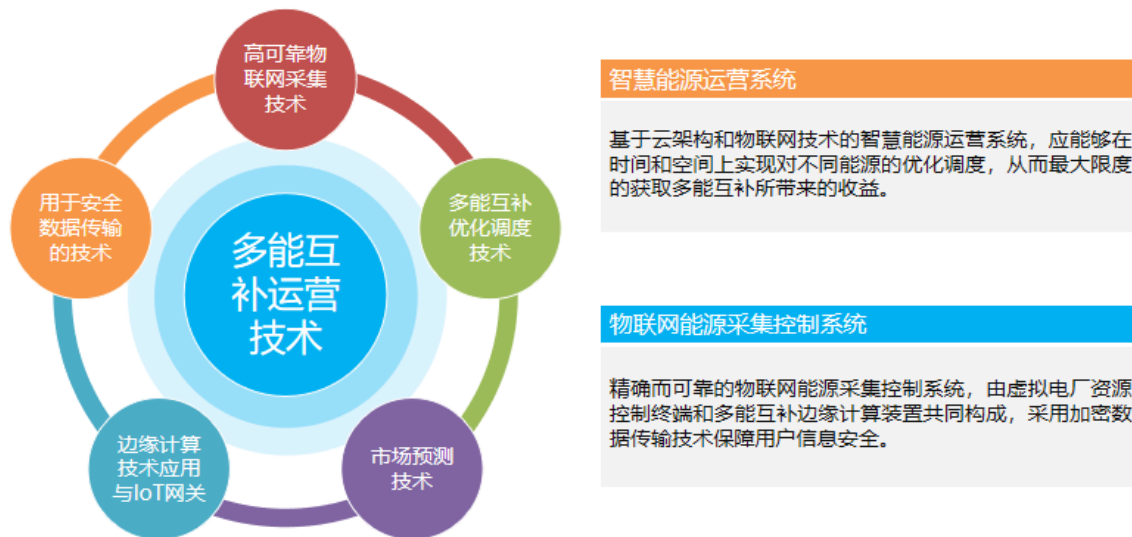 高可靠物
联网采集
技术
用于安全
数据传输
的技术
多能互补
优化调度
技术
多能互
补运营
技术
边缘计算
技术应用
与IoT网关
市场预测
技术
智慧能源运营系统
基于云架构和物联网技术的智慧能源运营系统，应能够在
时间和空间上实现对不同能源的优化调度，从而最大限度
的获取多能互补所带来的收益。
物联网能源采集控制系统
精确而可靠的物联网能源采集控制系统，由虚拟电厂资源
控制终端和多能互补边缘计算装置共同构成，采用加密数
据传输技术保障用户信息安全。